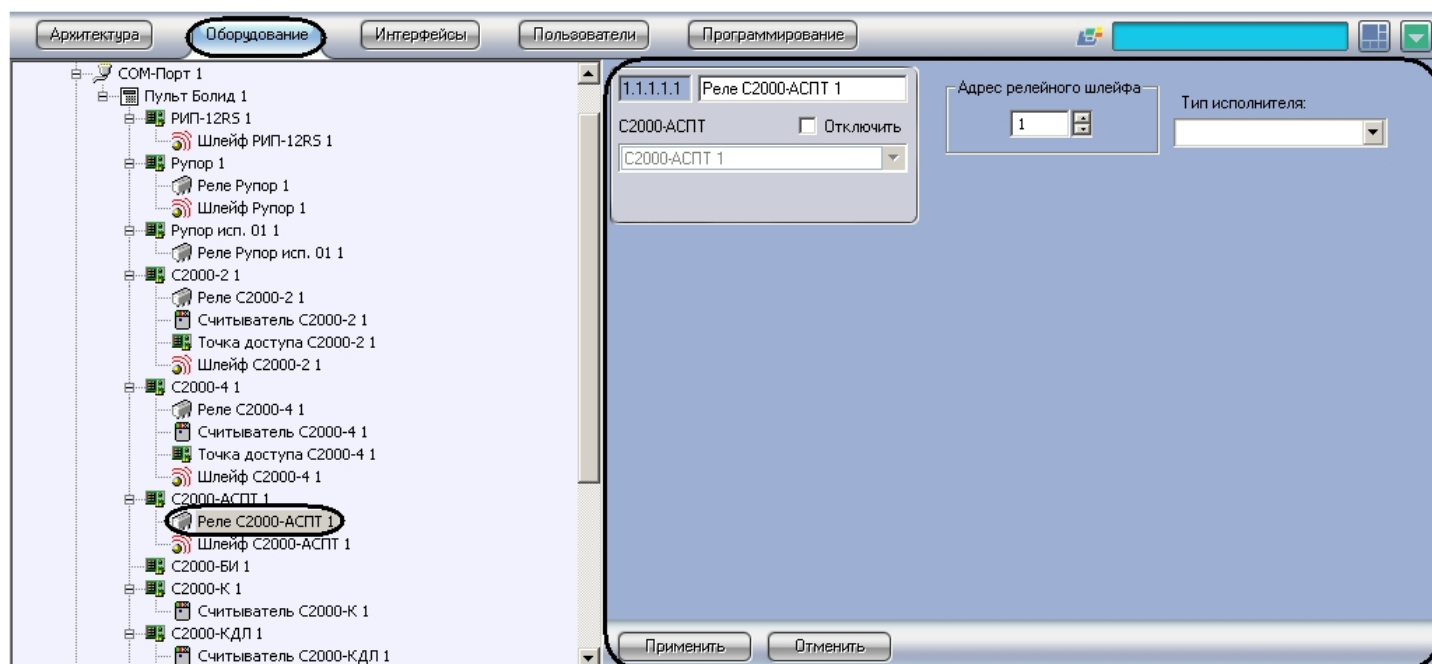 Архитектура Оборудование Интерфейсы Пользователи Программирование
COM-Порт 1
Пульт Болид 1
РИП-12RS 1
Шлейф РИП-12RS 1
Рупор 1
Реле Рупор 1
Шлейф Рупор 1
Рупор исп. 01 1
Реле Рупор исп. 01 1
С2000-2 1
Реле С2000-2 1
Считыватель С2000-2 1
Точка доступа С2000-2 1
Шлейф С2000-2 1
С2000-4 1
Реле С2000-4 1
Считыватель С2000-4 1
Точка доступа С2000-4 1
Шлейф С2000-4 1
С2000-АСПТ 1
Реле С2000-АСПТ 1
Шлейф С2000-АСПТ 1
С2000-БИ 1
С2000-К 1
Считыватель С2000-К 1
С2000-КДЛ 1
Считыватель С2000-КДЛ 1
1.1.1.1.1 Реле С2000-АСПТ 1
С2000-АСПТ Отключить
С2000-АСПТ 1
Адрес релейного шлейфа
1
Тип исполнителя:
Применить Отменить